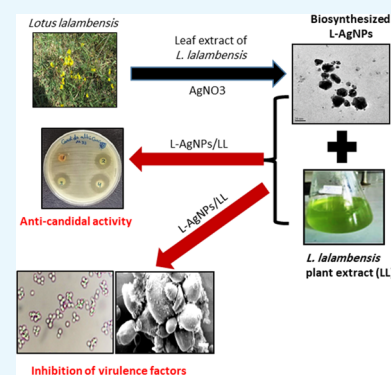 Lotus lalambensis
Leaf extract of
L. lalambensis
AgNO3
Biosynthesized
L-AgNPs
L-AgNPs/LL
Anti-candidal activity
L-AgNPs/LL
L. lalambensis
plant extract (LL
Inhibition of virulence factors